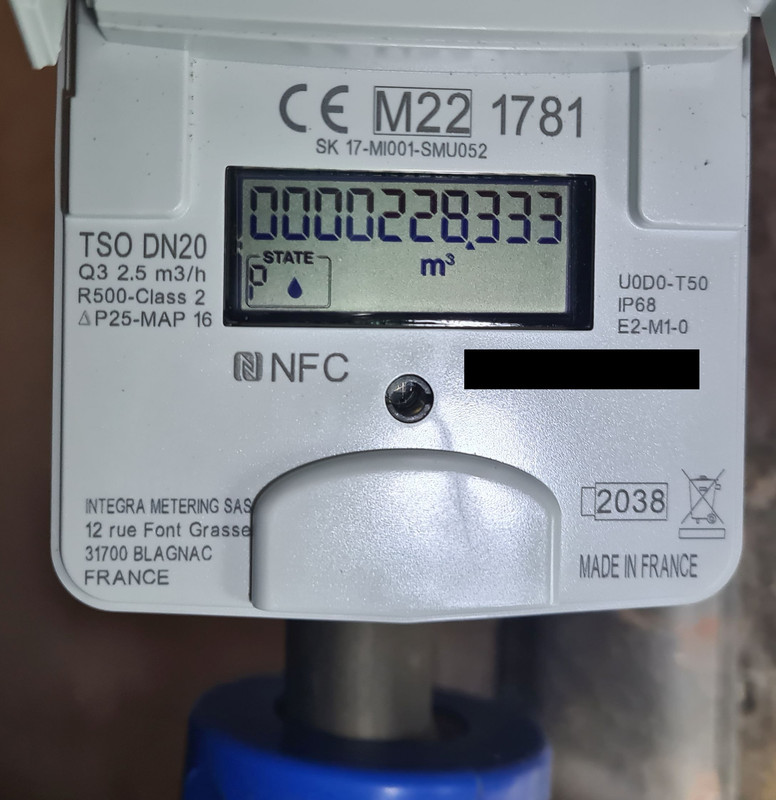 CE M22 1781
SK 17-MI001-SMU052
0000228.333
STATE
m³
P
TSO DN20
Q3 2.5 m3/h
R500-Class 2
△P25-MAP 16
U0D0-T50
IP68
E2-M1-0
NFC
INTEGRA METERING SAS
12 rue Font Grasse
31700 BLAGNAC
FRANCE
2038
MADE IN FRANCE